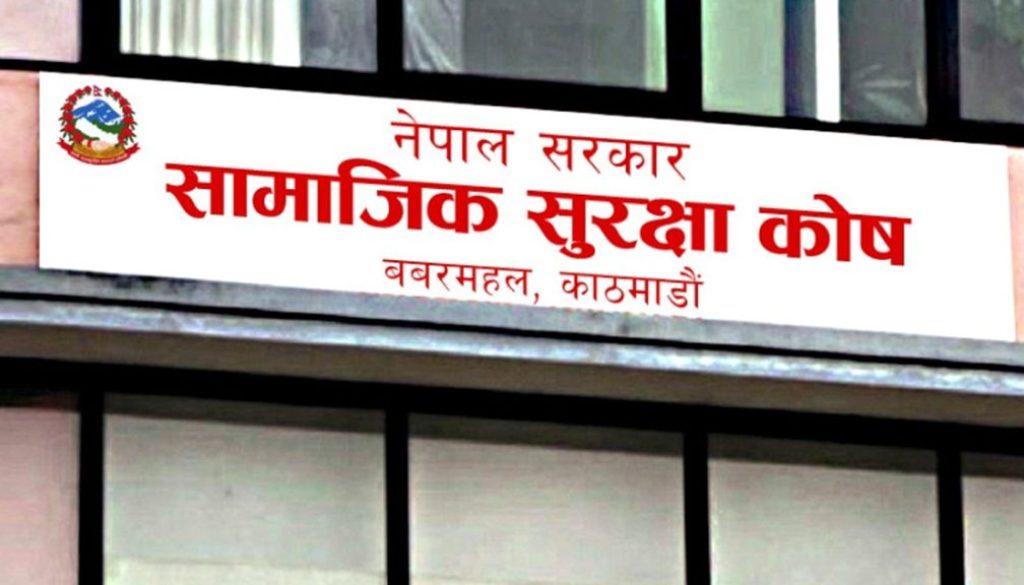 नेपाल सरकार
सामाजिक सुरक्षा कोष
बबरमहल, काठमाडौं